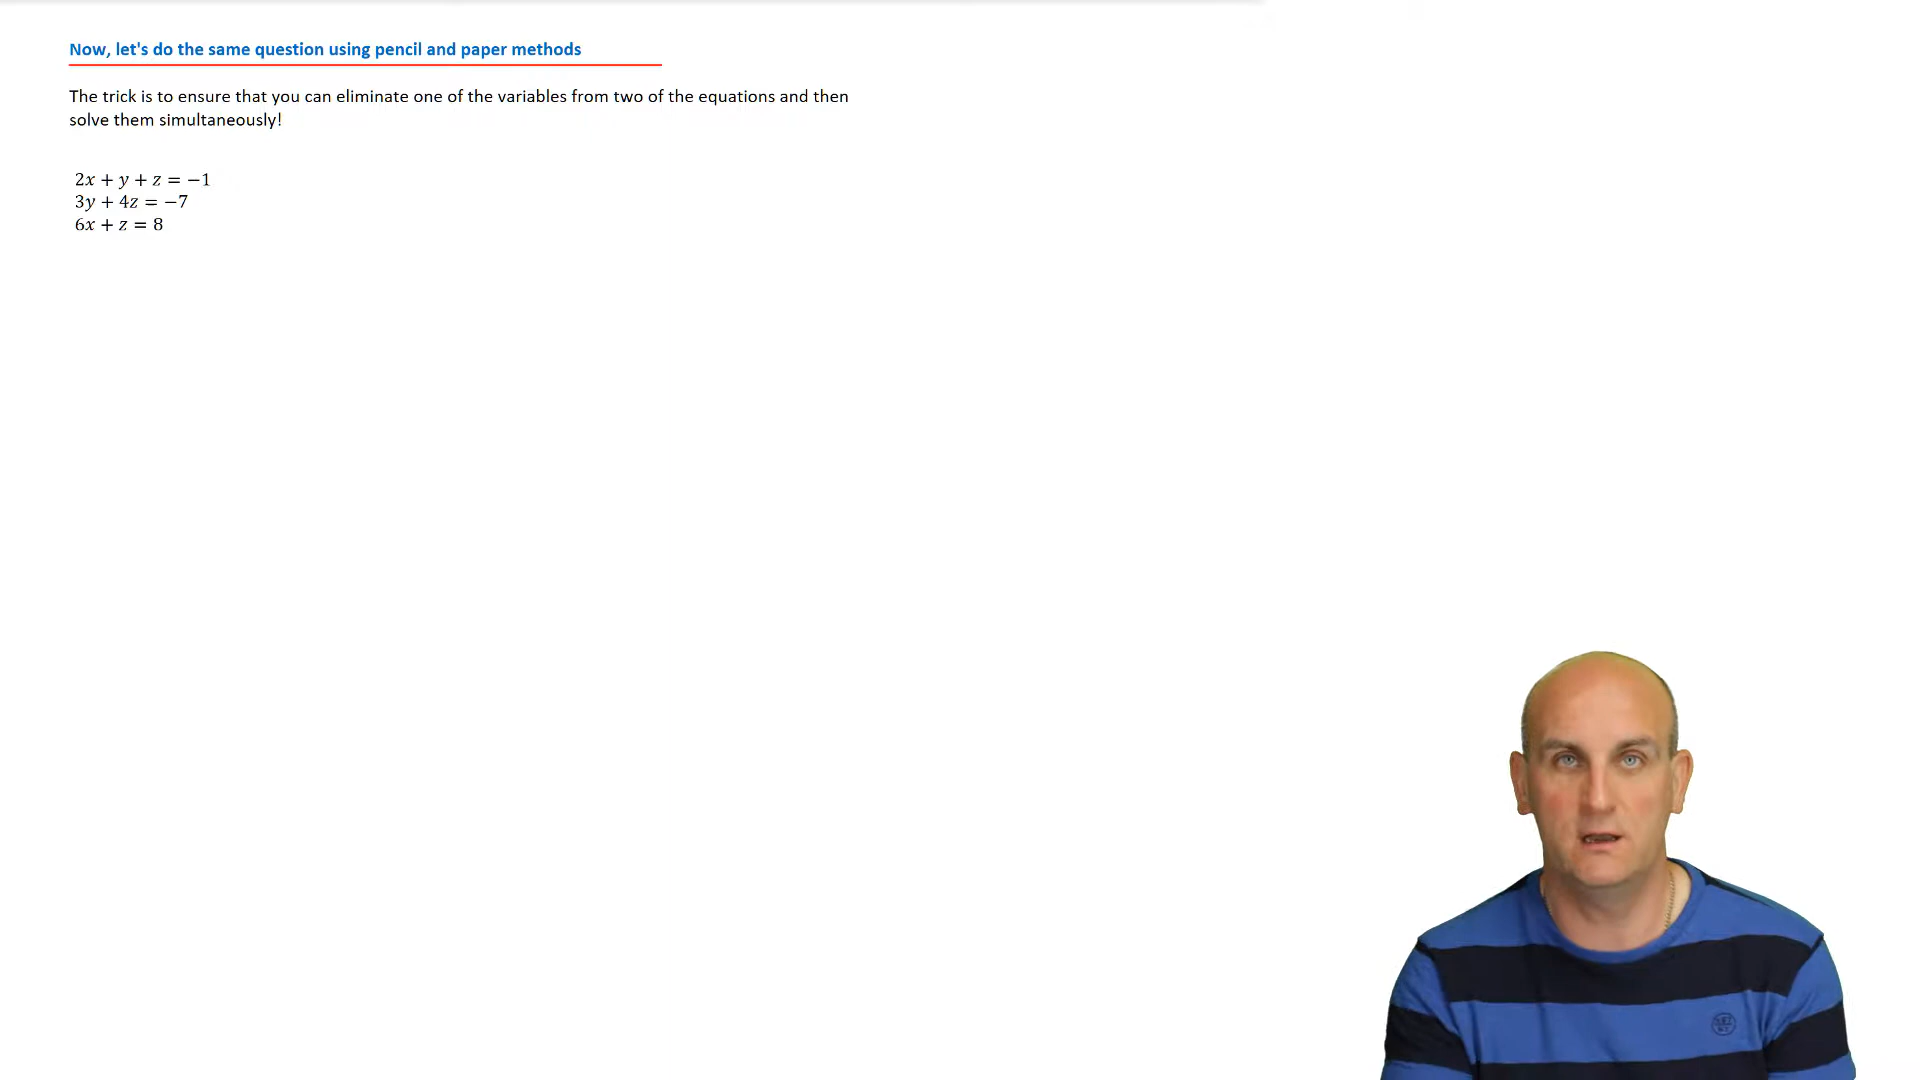 Now, let's do the same question using pencil and paper methods
The trick is to ensure that you can eliminate one of the variables from two of the equations and then
solve them simultaneously!
2x + y + z = −1
3y + 4z = −7
6x + z = 8